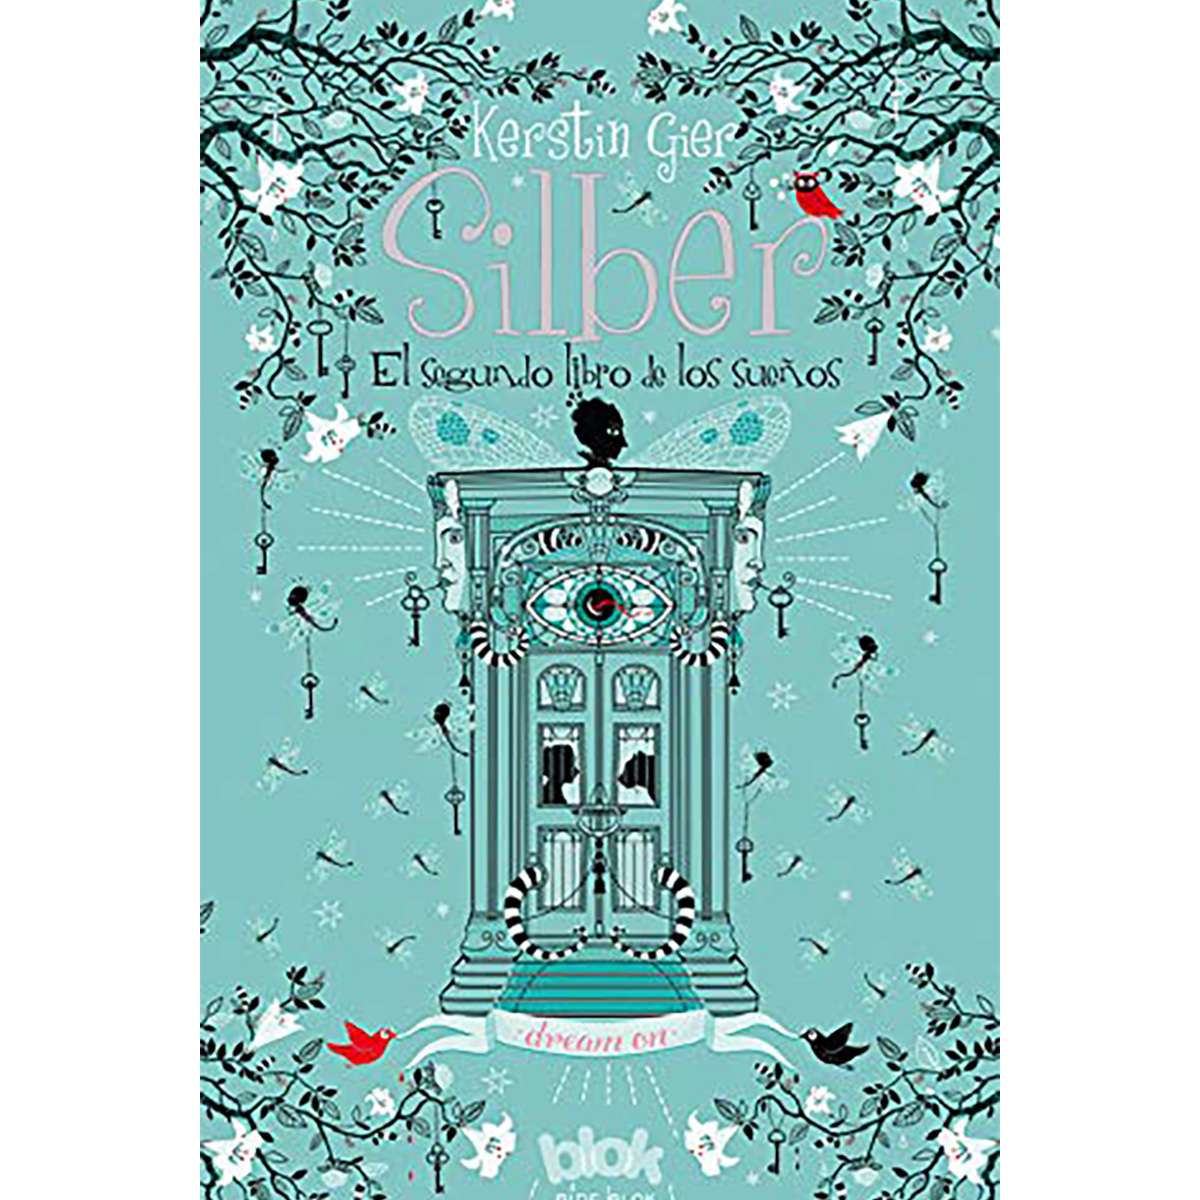 Kerstin Gier
Silber
El segundo libro de los sueños
dream on
blok